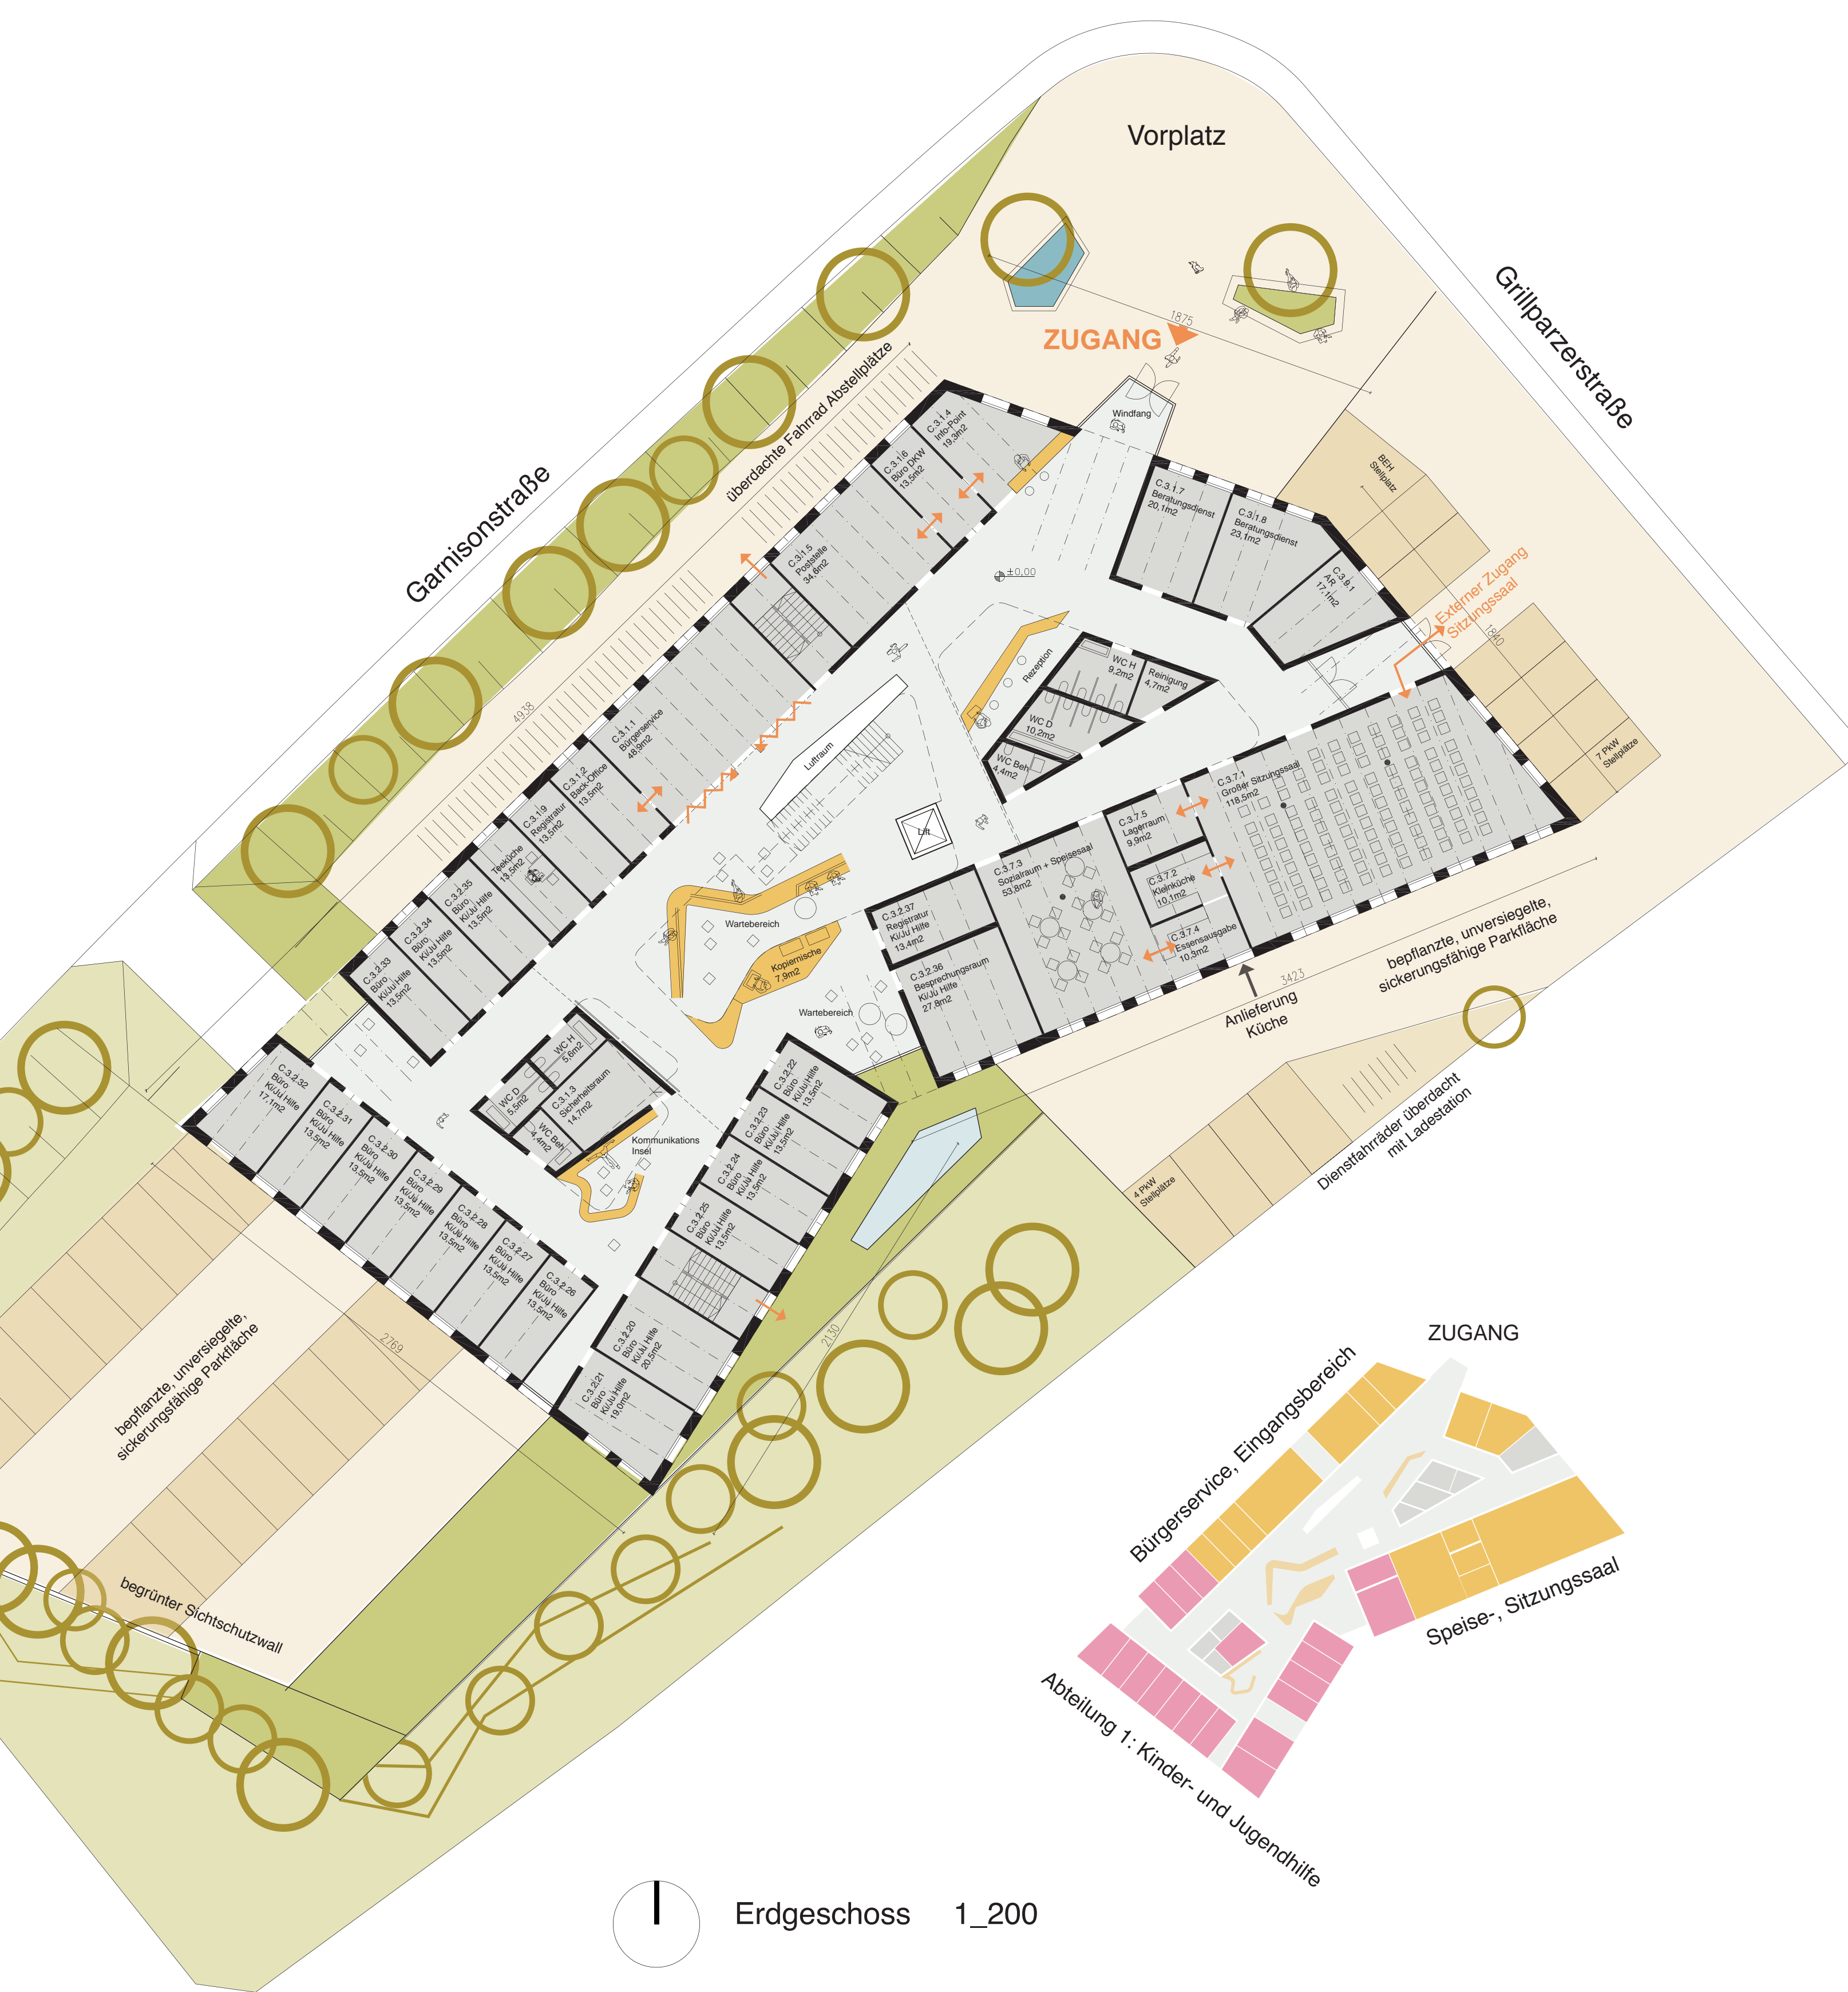 Vorplatz
Grillparzerstraße
Garnisonstraße
überdachte Fahrrad Abstellplätze
ZUGANG
1875
Windfang
C.3.1.4
Info-Point
19,3m2
C.3.1.6
Büro DKW
13,5m2
C.3.1.5
Poststelle
34,6m2
C.3.1.7
Beratungsdienst
20,1m2
C.3.1.8
Beratungsdienst
23,1m2
C.3.9.1
AR
17,1m2
BEH
Stellplatz
Externer Zugang
Sitzungssaal
1840
7 PKW
Stellplätze
±0.00
4938
Rezeption
WC H
9,2m2
Reinigung
4,7m2
WC D
10,2m2
WC Beh
4,4m2
C.3.1.1
Bürgerservice
48,9m2
C.3.1.2
Back-Office
13,5m2
C.3.1.9
Registratur
13,5m2
Teeküche
13,5m2
C.3.2.35
Büro
Ki/Ju Hilfe
13,5m2
C.3.2.34
Büro
Ki/Ju Hilfe
13,5m2
C.3.2.33
Büro
Ki/Ju Hilfe
13,5m2
Luftraum
Lift
C.3.7.1
Großer Sitzungssaal
118,5m2
C.3.7.5
Lagerraum
9,9m2
C.3.7.2
Kleinküche
10,1m2
C.3.7.4
Essensausgabe
10,3m2
C.3.7.3
Sozialraum + Speisesaal
53,8m2
C.3.2.37
Registratur
Ki/Ju Hilfe
13,4m2
C.3.2.36
Besprechungsraum
Ki/Ju Hilfe
27,8m2
Wartebereich
Kopiernische
7,9m2
Wartebereich
bepflanzte, unversiegelte,
sickerungsfähige Parkfläche
3423
Anlieferung
Küche
Dienstfahrräder überdacht
mit Ladestation
4 PKW
Stellplätze
WC H
5,6m2
WC D
5,5m2
C.3.1.3
Sicherheitsraum
14,7m2
WC Beh
4,4m2
Kommunikations
Insel
C.3.2.22
Büro
Ki/Ju Hilfe
13,5m2
C.3.2.23
Büro
Ki/Ju Hilfe
13,5m2
C.3.2.24
Büro
Ki/Ju Hilfe
13,5m2
C.3.2.25
Büro
Ki/Ju Hilfe
13,5m2
C.3.2.20
Büro
Ki/Ju Hilfe
20,5m2
C.3.2.21
Büro
Ki/Ju Hilfe
19,0m2
C.3.2.32
Büro
Ki/Ju Hilfe
17,1m2
C.3.2.31
Büro
Ki/Ju Hilfe
13,5m2
C.3.2.30
Büro
Ki/Ju Hilfe
13,5m2
C.3.2.29
Büro
Ki/Ju Hilfe
13,5m2
C.3.2.28
Büro
Ki/Ju Hilfe
13,5m2
C.3.2.27
Büro
Ki/Ju Hilfe
13,5m2
C.3.2.26
Büro
Ki/Ju Hilfe
13,5m2
2130
2769
bepflanzte, unversiegelte,
sickerungsfähige Parkfläche
begrünter Sichtschutzwall
ZUGANG
Bürgerservice, Eingangsbereich
Speise-, Sitzungssaal
Abteilung 1: Kinder- und Jugendhilfe
Erdgeschoss 1_200